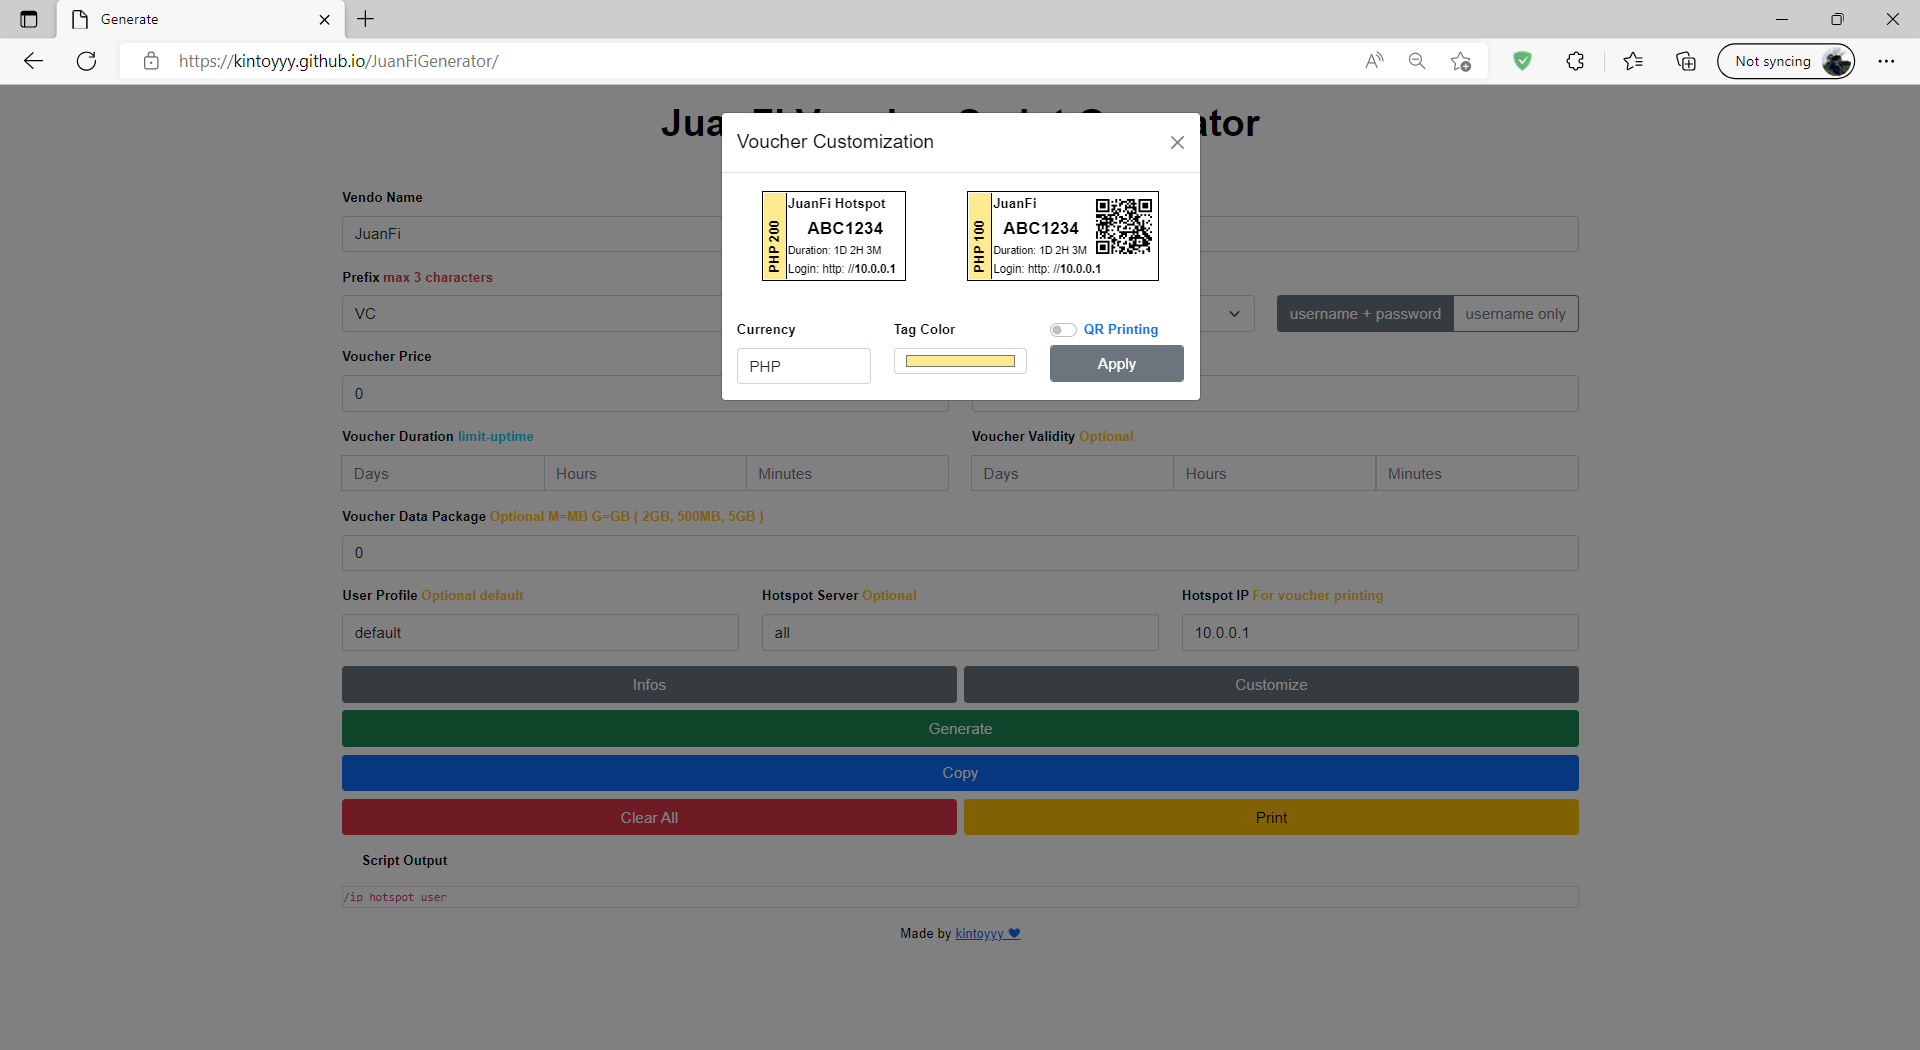 Generate
https://kintoyyy.github.io/JuanFiGenerator/
Not syncing
Voucher Customization
JuanFi Hotspot
PHP 200
ABC1234
Duration: 1D 2H 3M
Login: http: //10.0.0.1
JuanFi
PHP 100
ABC1234
Duration: 1D 2H 3M
Login: http: //10.0.0.1
Currency
Tag Color
QR Printing
PHP
Apply
Vendo Name
JuanFi
Prefix max 3 characters
VC
username + password
username only
Voucher Price
0
Voucher Duration limit-uptime
Voucher Validity Optional
Days
Hours
Minutes
Days
Hours
Minutes
Voucher Data Package Optional M=MB G=GB ( 2GB, 500MB, 5GB )
0
User Profile Optional default
Hotspot Server Optional
Hotspot IP For voucher printing
default
all
10.0.0.1
Infos
Customize
Generate
Copy
Clear All
Print
Script Output
/ip hotspot user
Made by kintoyyy